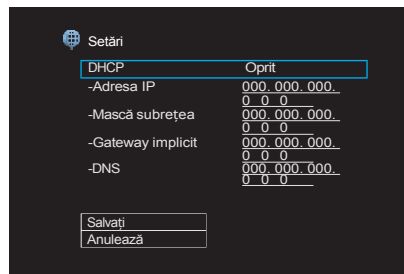 Setări
DHCP Oprit
-Adresa IP 000. 000. 000.
0 0 0
-Mască subrețea 000. 000. 000.
0 0 0
-Gateway implicit 000. 000. 000.
0 0 0
-DNS 000. 000. 000.
0 0 0
Salvați
Anulează